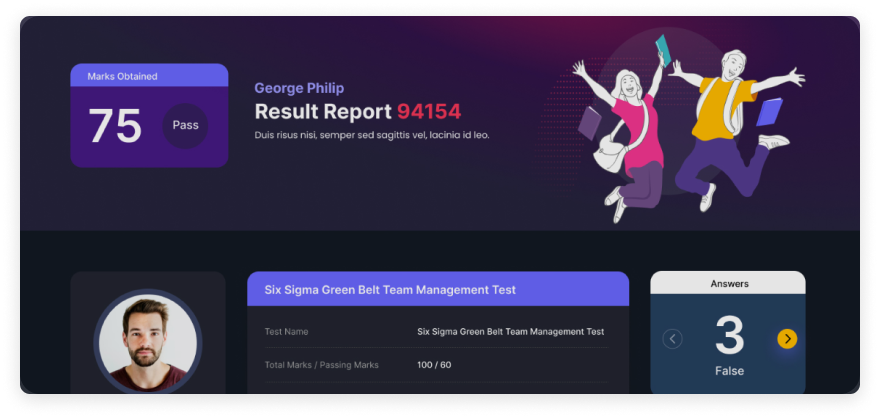 Marks Obtained
75
Pass
George Philip
Result Report 94154
Duis risus nisi, semper sed sagittis vel, lacinia id leo.
Six Sigma Green Belt Team Management Test
Test Name
Six Sigma Green Belt Team Management Test
Total Marks / Passing Marks
100 / 60
Answers
3
False